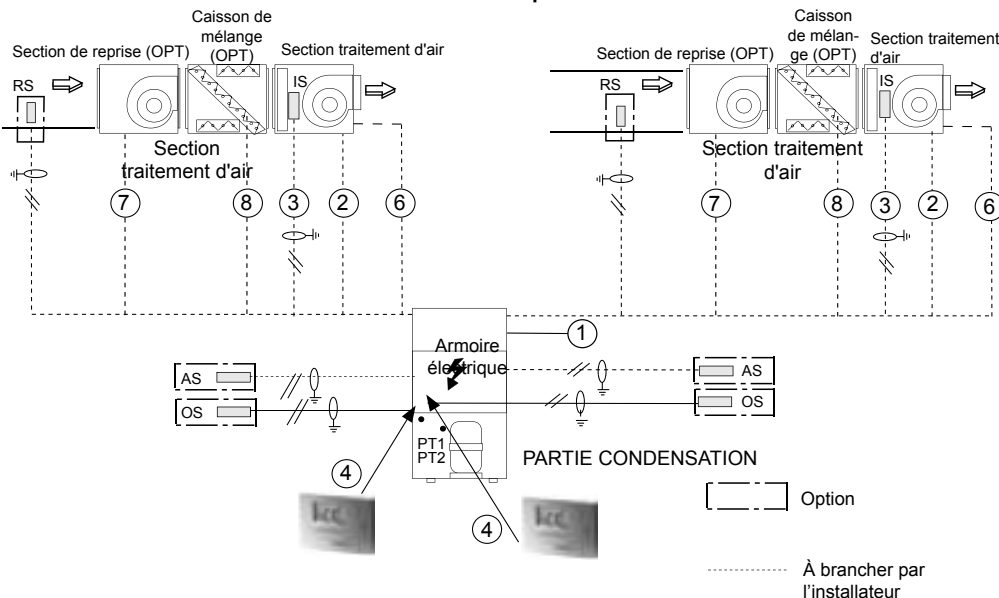 Caisson de
mélange
(OPT)
Section de reprise (OPT)
Section traitement d'air
RS
IS
Section
traitement d'air
7
8
3
2
6
Caisson
de mélan-
ge (OPT)
Section de reprise (OPT)
Section traitement
d'air
RS
IS
Section traitement
d'air
7
8
3
2
6
1
Armoire
électrique
AS
OS
AS
OS
PT1
PT2
PARTIE CONDENSATION
4
4
Option
À brancher par
l'installateur